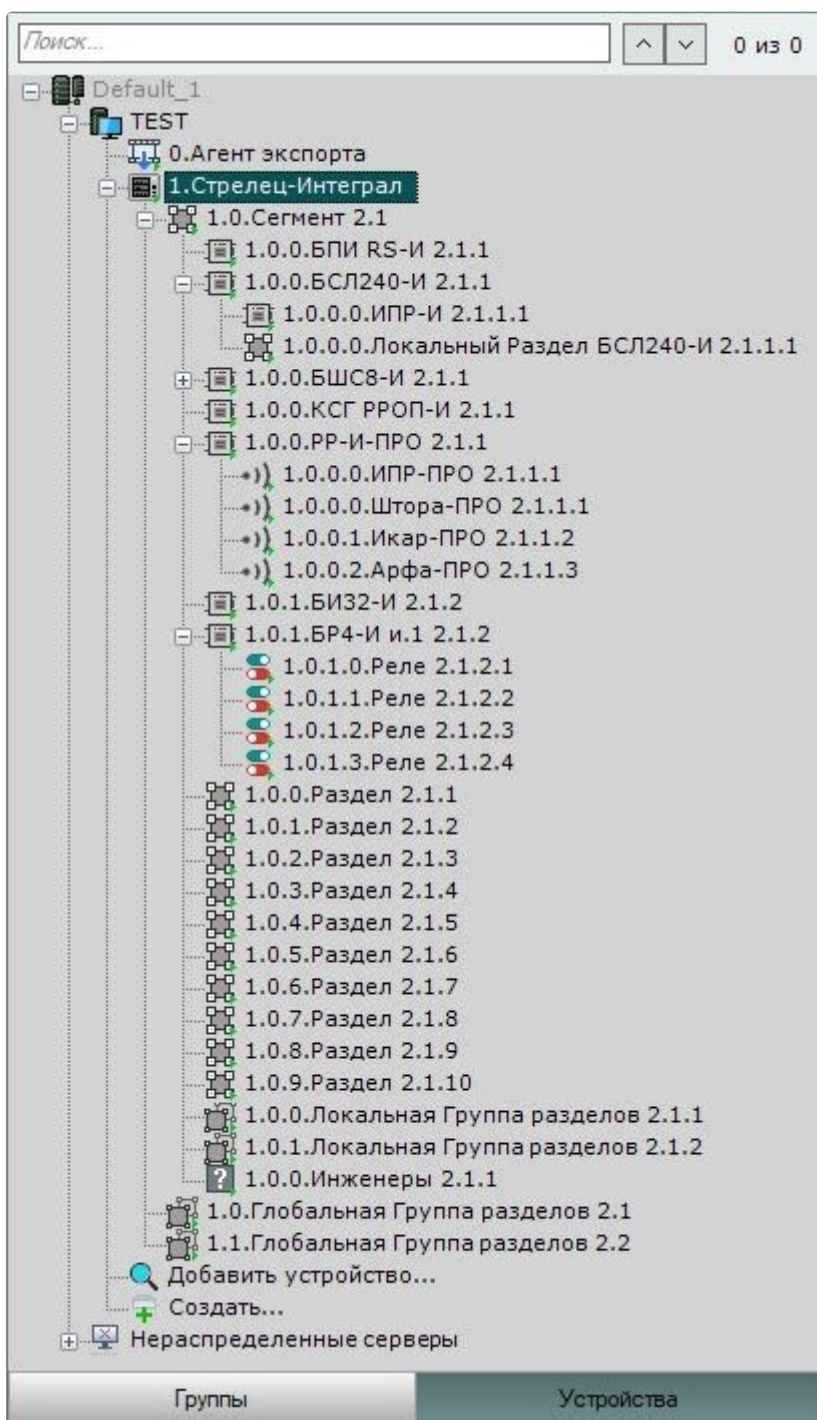 Поиск...
0 из 0
Default_1
TEST
0.Агент экспорта
1.Стрелец-Интеграл
1.0.Сегмент 2.1
1.0.0.БПИ RS-И 2.1.1
1.0.0.БСЛ240-И 2.1.1
1.0.0.0.ИПР-И 2.1.1.1
1.0.0.0.Локальный Раздел БСЛ240-И 2.1.1.1
1.0.0.БШС8-И 2.1.1
1.0.0.КСГ РРОП-И 2.1.1
1.0.0.РР-И-ПРО 2.1.1
1.0.0.0.ИПР-ПРО 2.1.1.1
1.0.0.0.Штора-ПРО 2.1.1.1
1.0.0.1.Икар-ПРО 2.1.1.2
1.0.0.2.Арфа-ПРО 2.1.1.3
1.0.1.БИ32-И 2.1.2
1.0.1.БР4-И и.1 2.1.2
1.0.1.0.Реле 2.1.2.1
1.0.1.1.Реле 2.1.2.2
1.0.1.2.Реле 2.1.2.3
1.0.1.3.Реле 2.1.2.4
1.0.0.Раздел 2.1.1
1.0.1.Раздел 2.1.2
1.0.2.Раздел 2.1.3
1.0.3.Раздел 2.1.4
1.0.4.Раздел 2.1.5
1.0.5.Раздел 2.1.6
1.0.6.Раздел 2.1.7
1.0.7.Раздел 2.1.8
1.0.8.Раздел 2.1.9
1.0.9.Раздел 2.1.10
1.0.0.Локальная Группа разделов 2.1.1
1.0.1.Локальная Группа разделов 2.1.2
1.0.0.Инженеры 2.1.1
1.0.Глобальная Группа разделов 2.1
1.1.Глобальная Группа разделов 2.2
Добавить устройство...
Создать...
Нераспределенные серверы
Группы
Устройства